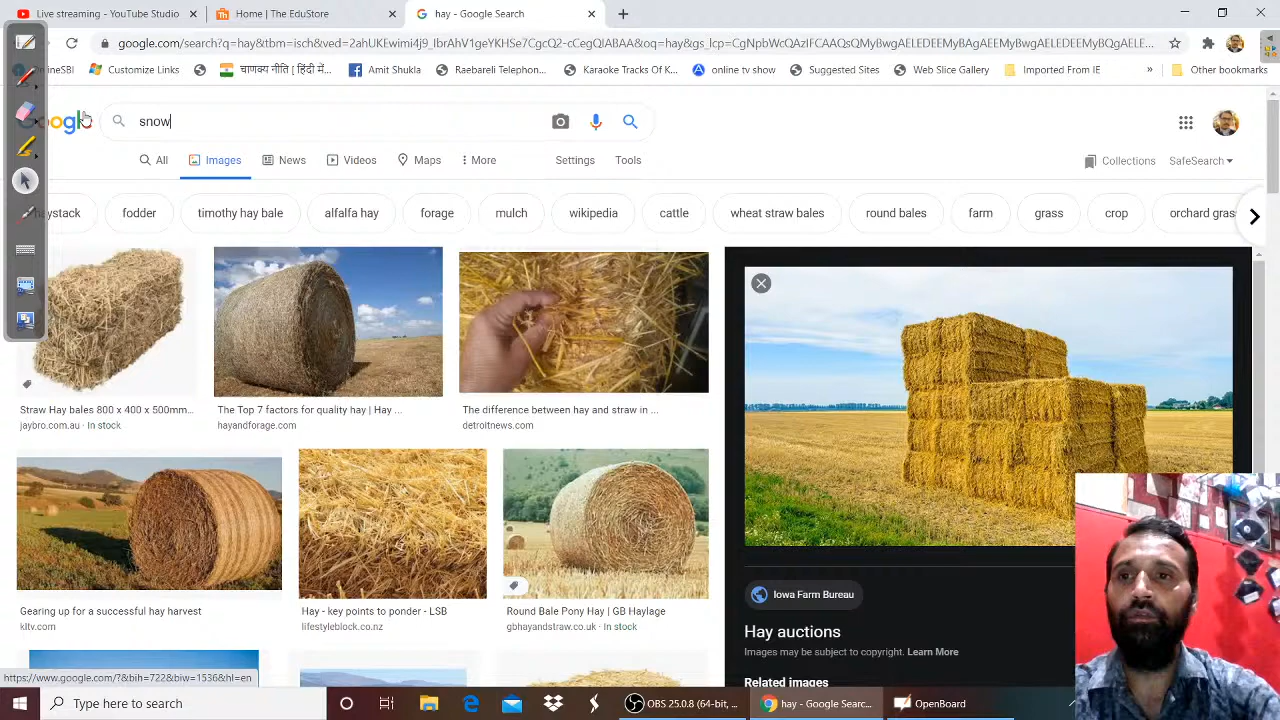 Live streaming - YouTube Studio
Home | The EduStore
hay - Google Search
google.com/search?q=hay&tbm=isch&ved=2ahUKEwimi4j9_IbrAhV1geYKHSe7CqcQ2-CegQIABAA&oq=hay&gs_lcp=CgNpbWcQAzIFCAAQsQMyBwgAELEDEEMyBAgAEEMyBwgAELEDEEMyBQgAELE...
OnlineSBI
Customize Links
चाणक्य नीति [ हिंदी में...
Amit Shukla
Raebareli Telephon...
Karaoke Tracks Of K...
online tv show
Suggested Sites
Web Slice Gallery
Imported From IE
»
Other bookmarks
Google
snow
All
Images
News
Videos
Maps
More
Settings
Tools
Collections
SafeSearch
haystack
fodder
timothy hay bale
alfalfa hay
forage
mulch
wikipedia
cattle
wheat straw bales
round bales
farm
grass
crop
orchard gras
Straw Hay bales
The Top 7 factors for quality hay | Hay ...
The difference between hay and straw in ...
jaybro.com.au · In stock
hayandforage.com
detroitnews.com
Gearing up for a successful hay harvest
Hay - key points to ponder - LSB
Round Bale Pony Hay | GB Haylage
kltv.com
lifestyleblock.co.nz
gbhayandstraw.co.uk · In stock
Iowa Farm Bureau
Hay auctions
Images may be subject to copyright. Learn More
Related images
https://www.google.com/?&bih=722&biw=1536&hl=en
Type here to search
OBS 25.0.8 (64-bit, ...
hay - Google Searc...
OpenBoard